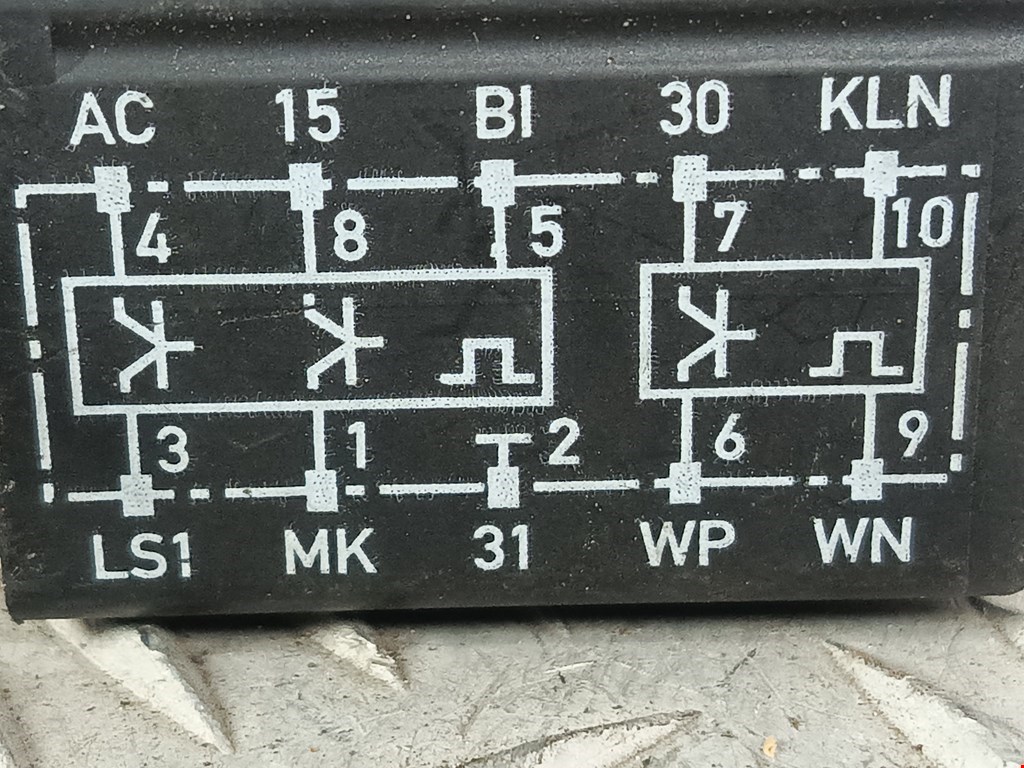 AC 15 BI 30 KLN
4 8 5 7 10
3 1 2 6 9
LS1 MK 31 WP WN